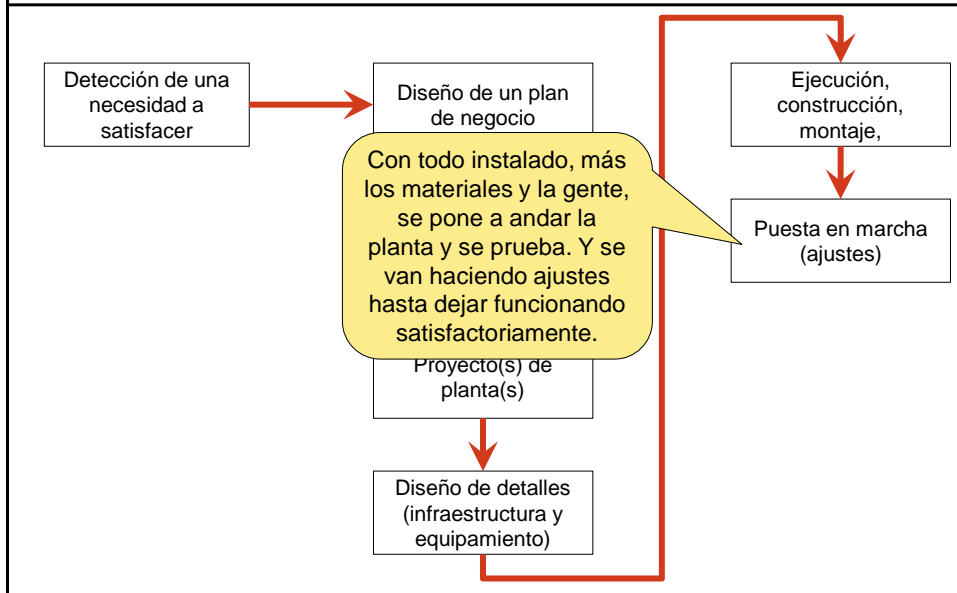 Detección de una
necesidad a
satisfacer
Diseño de un plan
de negocio
Con todo instalado, más
los materiales y la gente,
se pone a andar la
planta y se prueba. Y se
van haciendo ajustes
hasta dejar funcionando
satisfactoriamente.
Proyecto(s) de
planta(s)
Diseño de detalles
(infraestructura y
equipamiento)
Ejecución,
construcción,
montaje,
Puesta en marcha
(ajustes)